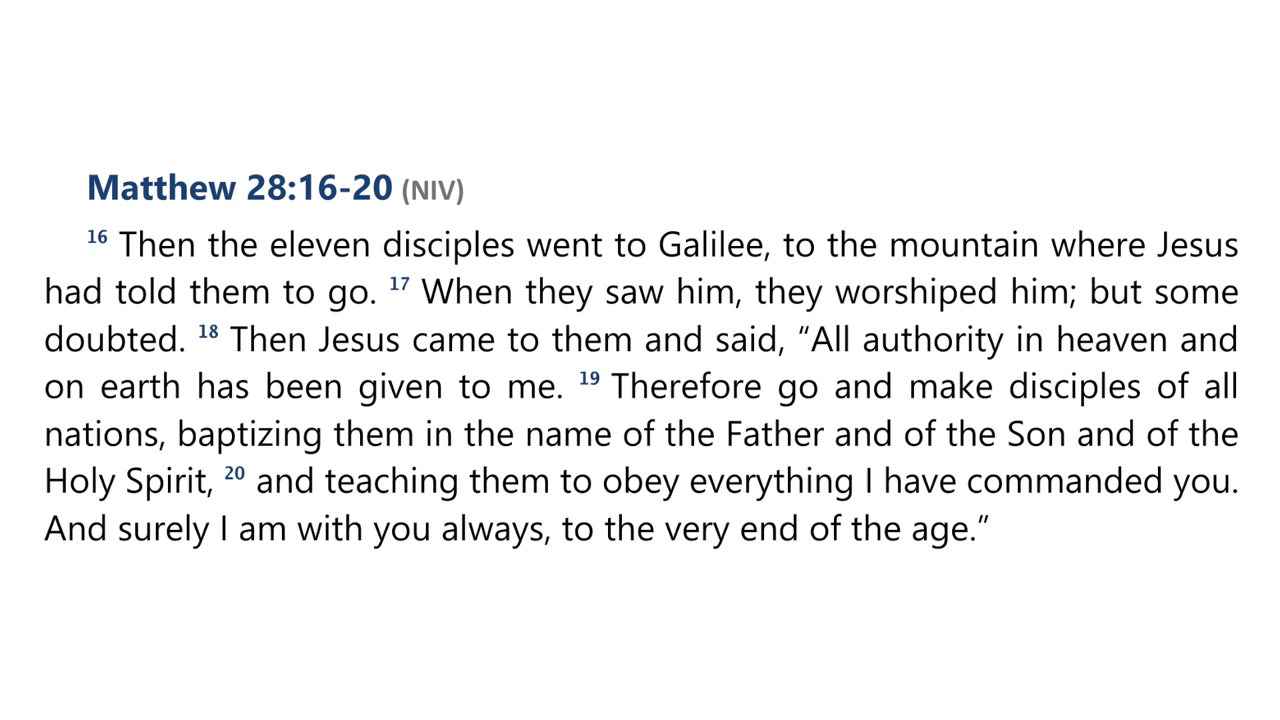 Matthew 28:16-20 (NIV)
16 Then the eleven disciples went to Galilee, to the mountain where Jesus
had told them to go. 17 When they saw him, they worshiped him; but some
doubted. 18 Then Jesus came to them and said, “All authority in heaven and
on earth has been given to me. 19 Therefore go and make disciples of all
nations, baptizing them in the name of the Father and of the Son and of the
Holy Spirit, 20 and teaching them to obey everything I have commanded you.
And surely I am with you always, to the very end of the age.”